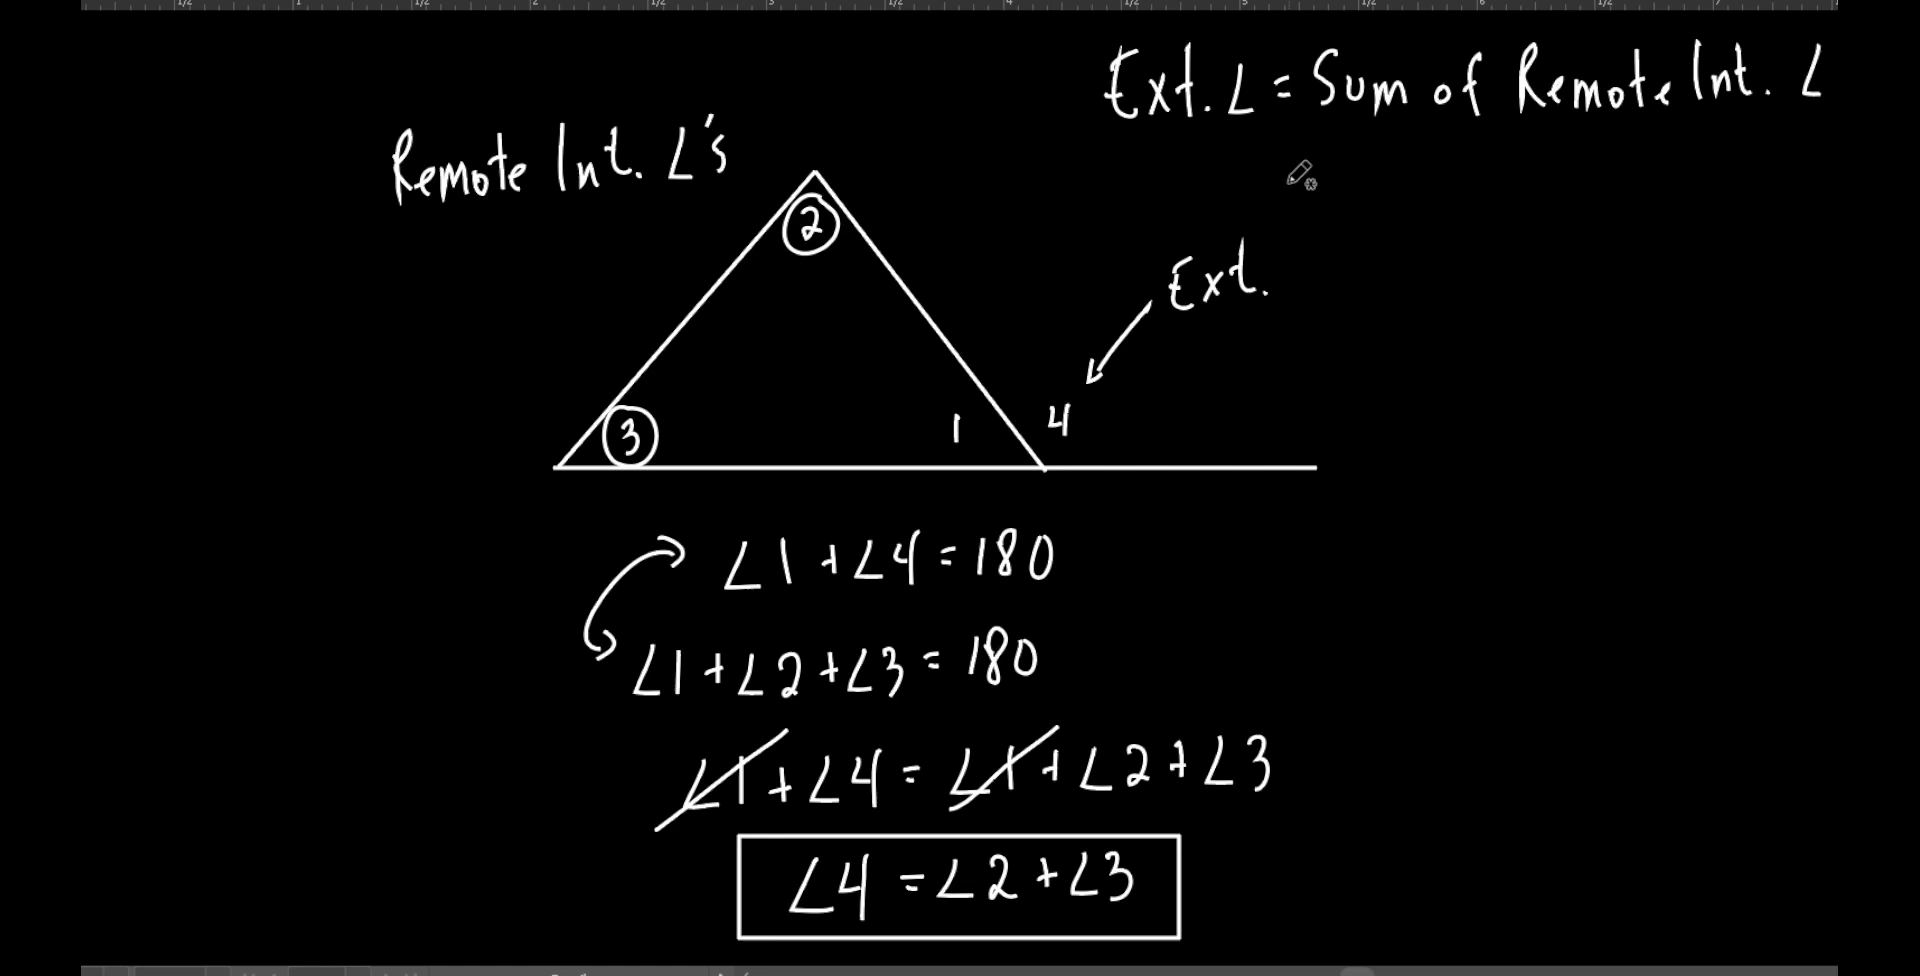 Ext. ∠ = Sum of Remote Int. ∠
Remote Int. ∠'s
2
Ext.
3
1
4
∠1 + ∠4 = 180
∠1 + ∠2 + ∠3 = 180
∠1 + ∠4 = ∠1 + ∠2 + ∠3
∠4 = ∠2 + ∠3